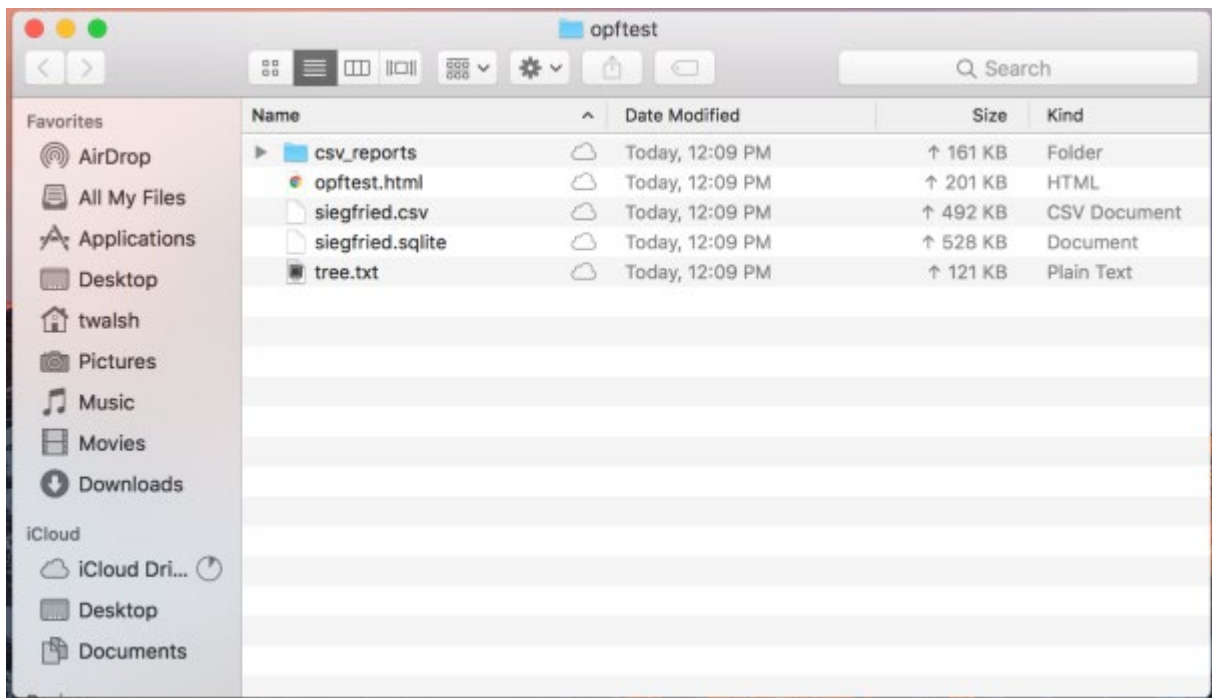 opftest
Search
Favorites
AirDrop
All My Files
Applications
Desktop
twalsh
Pictures
Music
Movies
Downloads
iCloud
iCloud Dri...
Desktop
Documents
Name Date Modified Size Kind
csv_reports Today, 12:09 PM ↑ 161 KB Folder
opftest.html Today, 12:09 PM ↑ 201 KB HTML
siegfried.csv Today, 12:09 PM ↑ 492 KB CSV Document
siegfried.sqlite Today, 12:09 PM ↑ 528 KB Document
tree.txt Today, 12:09 PM ↑ 121 KB Plain Text